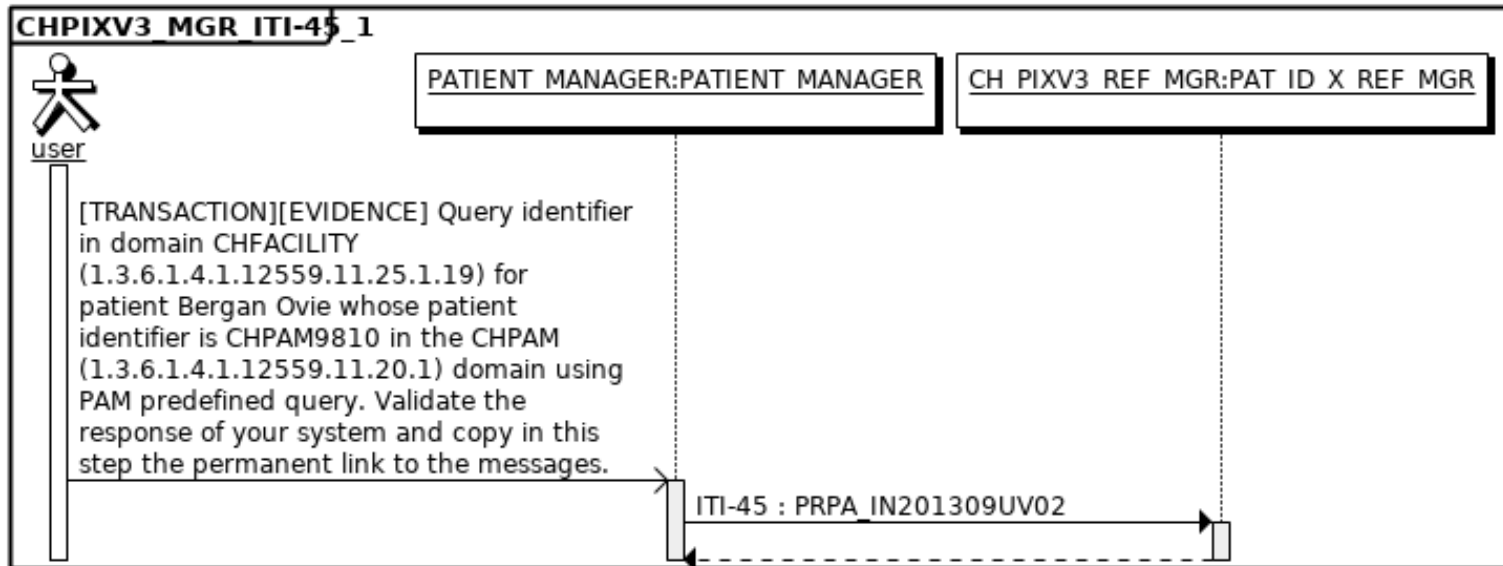 CHPIXV3_MGR_ITI-45_1
PATIENT_MANAGER:PATIENT_MANAGER
CH_PIXV3_REF_MGR:PAT_ID_X_REF_MGR
user
[TRANSACTION][EVIDENCE] Query identifier
in domain CHFACILITY
(1.3.6.1.4.1.12559.11.25.1.19) for
patient Bergan Ovie whose patient
identifier is CHPAM9810 in the CHPAM
(1.3.6.1.4.1.12559.11.20.1) domain using
PAM predefined query. Validate the
response of your system and copy in this
step the permanent link to the messages.
ITI-45 : PRPA_IN201309UV02